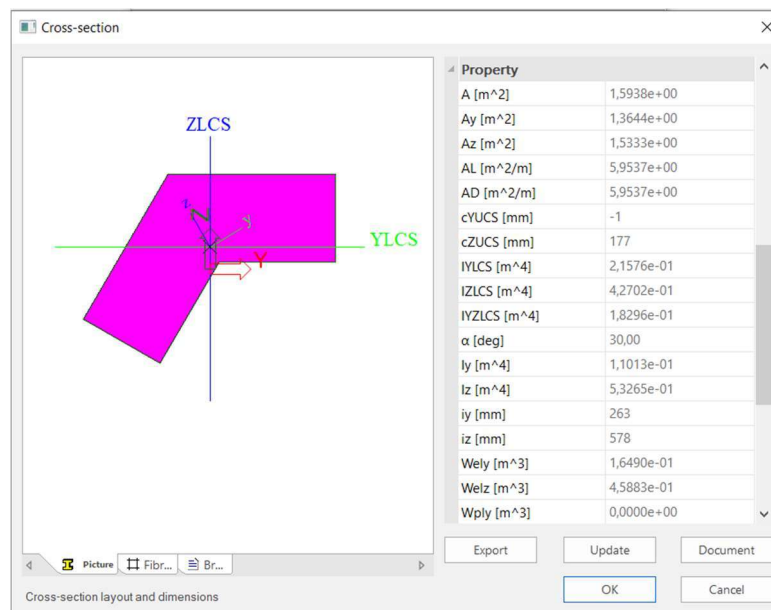 Cross-section
ZLCS
YLCS
z
Z
y
Y
Property
A [m^2] 1,5938e+00
Ay [m^2] 1,3644e+00
Az [m^2] 1,5333e+00
AL [m^2/m] 5,9537e+00
AD [m^2/m] 5,9537e+00
cYUCS [mm] -1
cZUCS [mm] 177
IYLCS [m^4] 2,1576e-01
IZLCS [m^4] 4,2702e-01
IYZLCS [m^4] 1,8296e-01
α [deg] 30,00
Iy [m^4] 1,1013e-01
Iz [m^4] 5,3265e-01
iy [mm] 263
iz [mm] 578
Wely [m^3] 1,6490e-01
Welz [m^3] 4,5883e-01
Wply [m^3] 0,0000e+00
Picture Fibr... Br...
Export Update Document
Cross-section layout and dimensions
OK Cancel